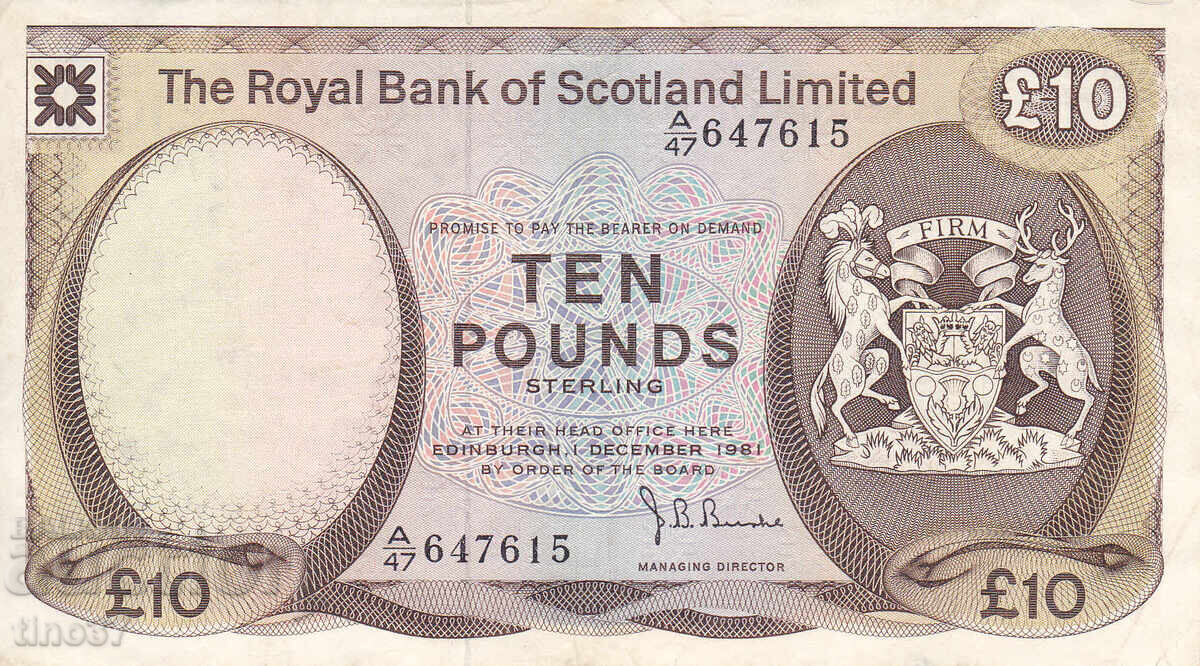 The Royal Bank of Scotland Limited
£10
A/47 647615
FIRM
PROMISE TO PAY THE BEARER ON DEMAND
TEN
POUNDS
STERLING
AT THEIR HEAD OFFICE HERE
EDINBURGH, 1 DECEMBER 1981
BY ORDER OF THE BOARD
J.B. Burke
A/47 647615
MANAGING DIRECTOR
£10
£10